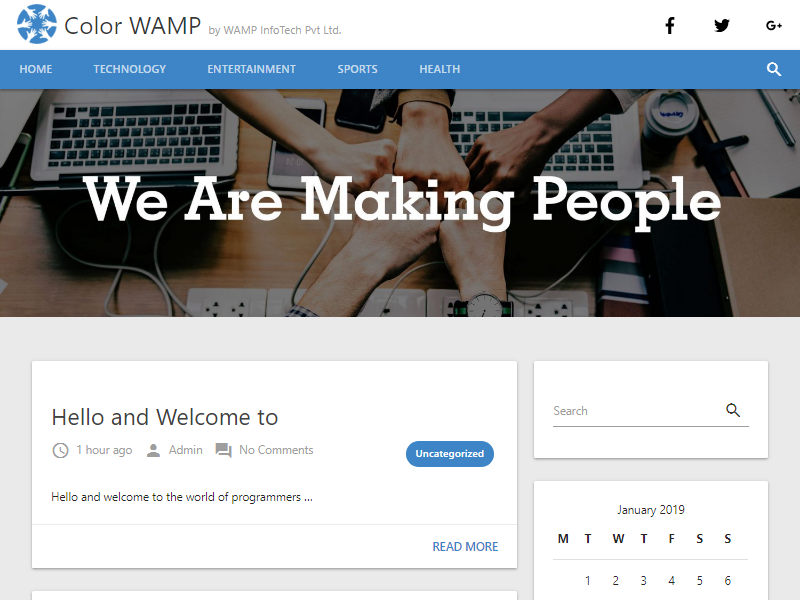 Color WAMP by WAMP InfoTech Pvt Ltd.
G+
HOME TECHNOLOGY ENTERTAINMENT SPORTS HEALTH
We Are Making People
Hello and Welcome to
1 hour ago Admin No Comments
Uncategorized
Hello and welcome to the world of programmers ...
READ MORE
Search
January 2019
M T W T F S S
1 2 3 4 5 6